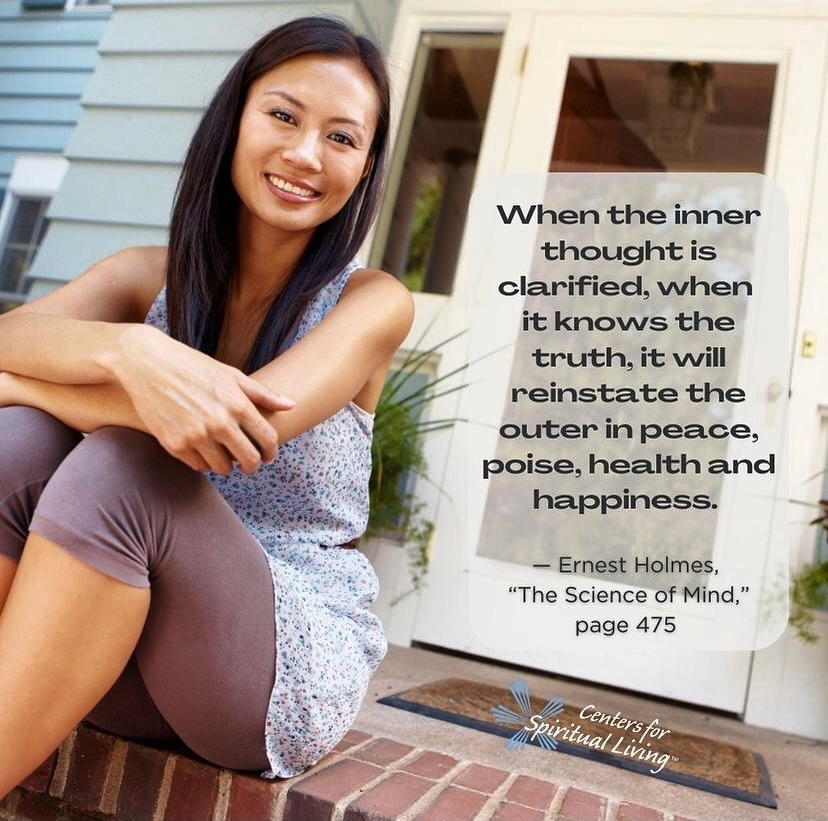 When the inner
thought is
clarified, when
it knows the
truth, it will
reinstate the
outer in peace,
poise, health and
happiness.
— Ernest Holmes,
“The Science of Mind,”
page 475
Centers for
Spiritual Living™